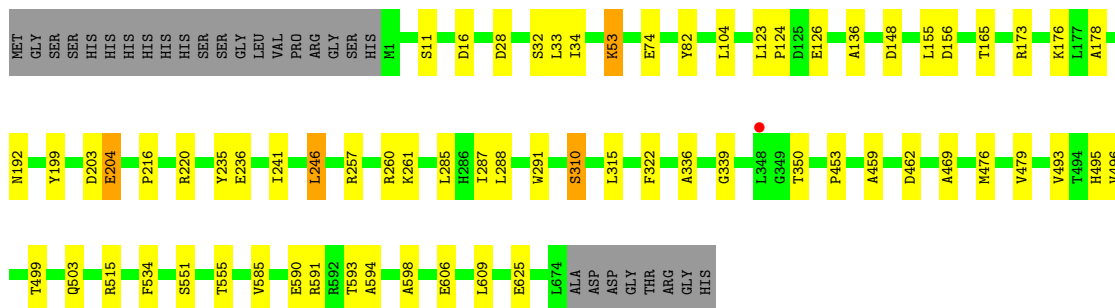 MET GLY SER SER HIS HIS HIS HIS HIS HIS SER SER GLY LEU VAL PRO ARG GLY SER HIS M1 S11 D16 D28 S32 L33 I34 K53 E74 Y82 L104 L123 P124 D125 E126 A136 D148 L155 D156 T165 R173 K176 L177 A178
N192 Y199 D203 E204 P216 R220 Y235 E236 I241 L246 R257 R260 K261 L285 H286 I287 L288 W291 S310 L315 F322 A336 G339 L348 G349 T350 P453 A459 D462 A469 M476 V479 V493 T494 H495 V496
T499 Q503 R515 F534 S551 T555 V585 E590 R591 R592 T593 A594 A598 E606 L609 E625 L674 ALA ASP ASP GLY THR ARG GLY HIS